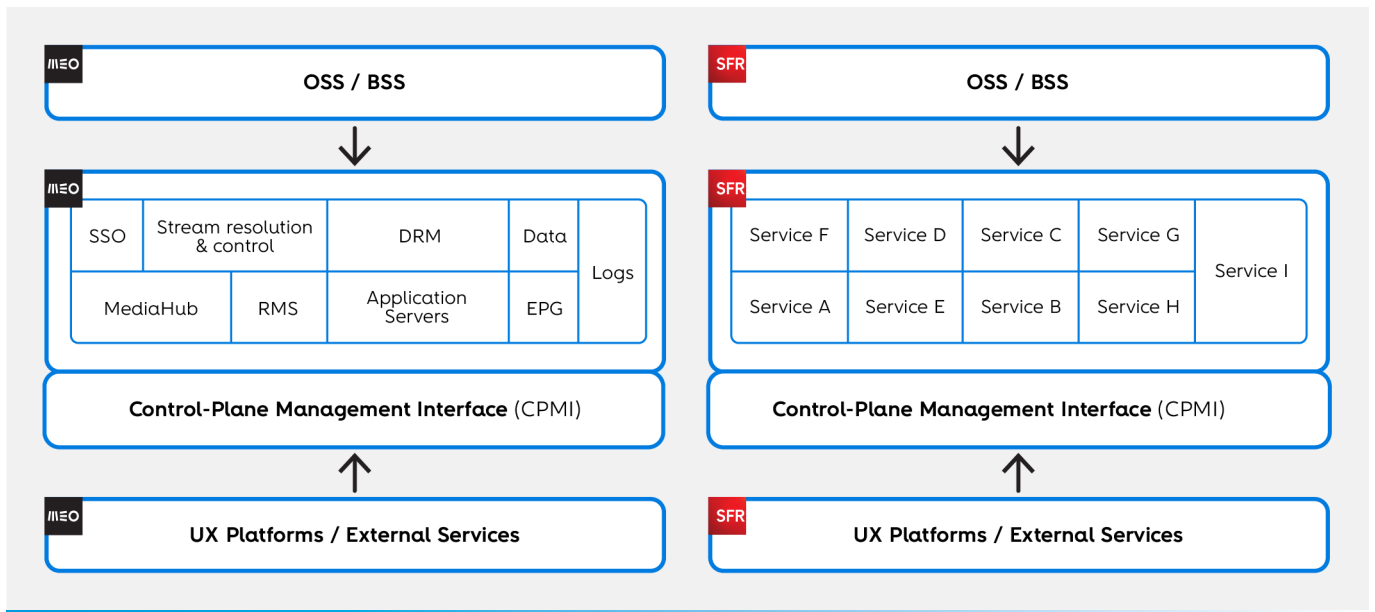 MEO
OSS / BSS
MEO
SSO
Stream resolution
& control
DRM
Data
Logs
MediaHub
RMS
Application
Servers
EPG
Control-Plane Management Interface (CPMI)
MEO
UX Platforms / External Services
SFR
OSS / BSS
SFR
Service F
Service D
Service C
Service G
Service I
Service A
Service E
Service B
Service H
Control-Plane Management Interface (CPMI)
SFR
UX Platforms / External Services